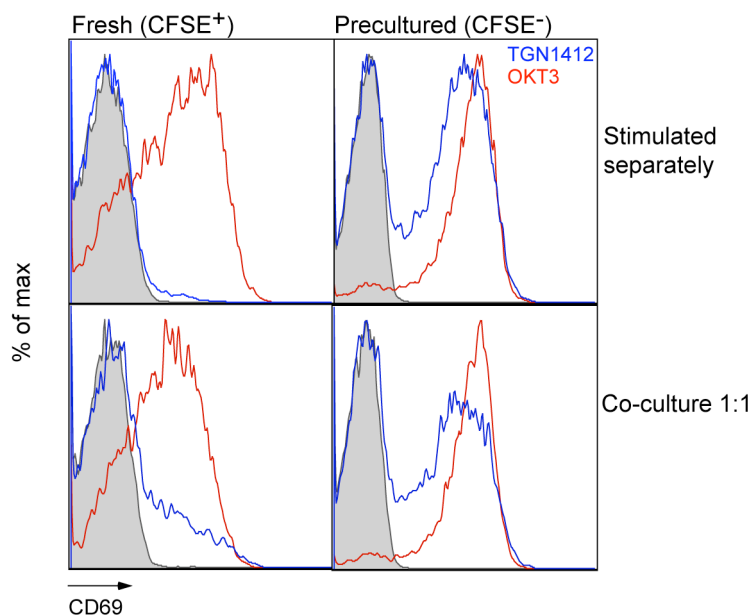 Fresh (CFSE+)
Precultured (CFSE-)
TGN1412
OKT3
Stimulated
separately
% of max
Co-culture 1:1
CD69